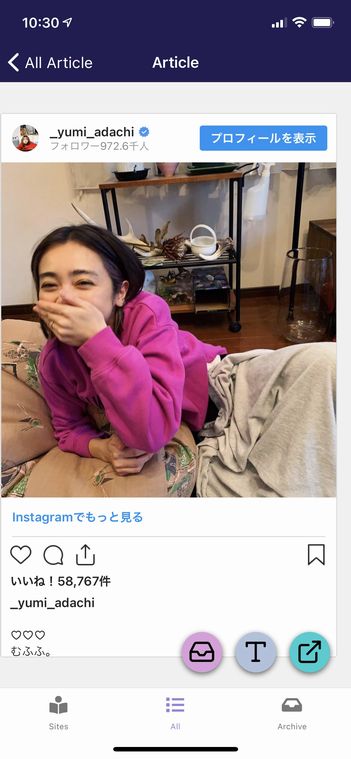 10:30
All Article
Article
_yumi_adachi
プロフィールを表示
フォロワー972.6千人
Instagramでもっと見る
いいね！58,767件
_yumi_adachi
♡♡♡
むふふ。
T
Sites
All
Archive